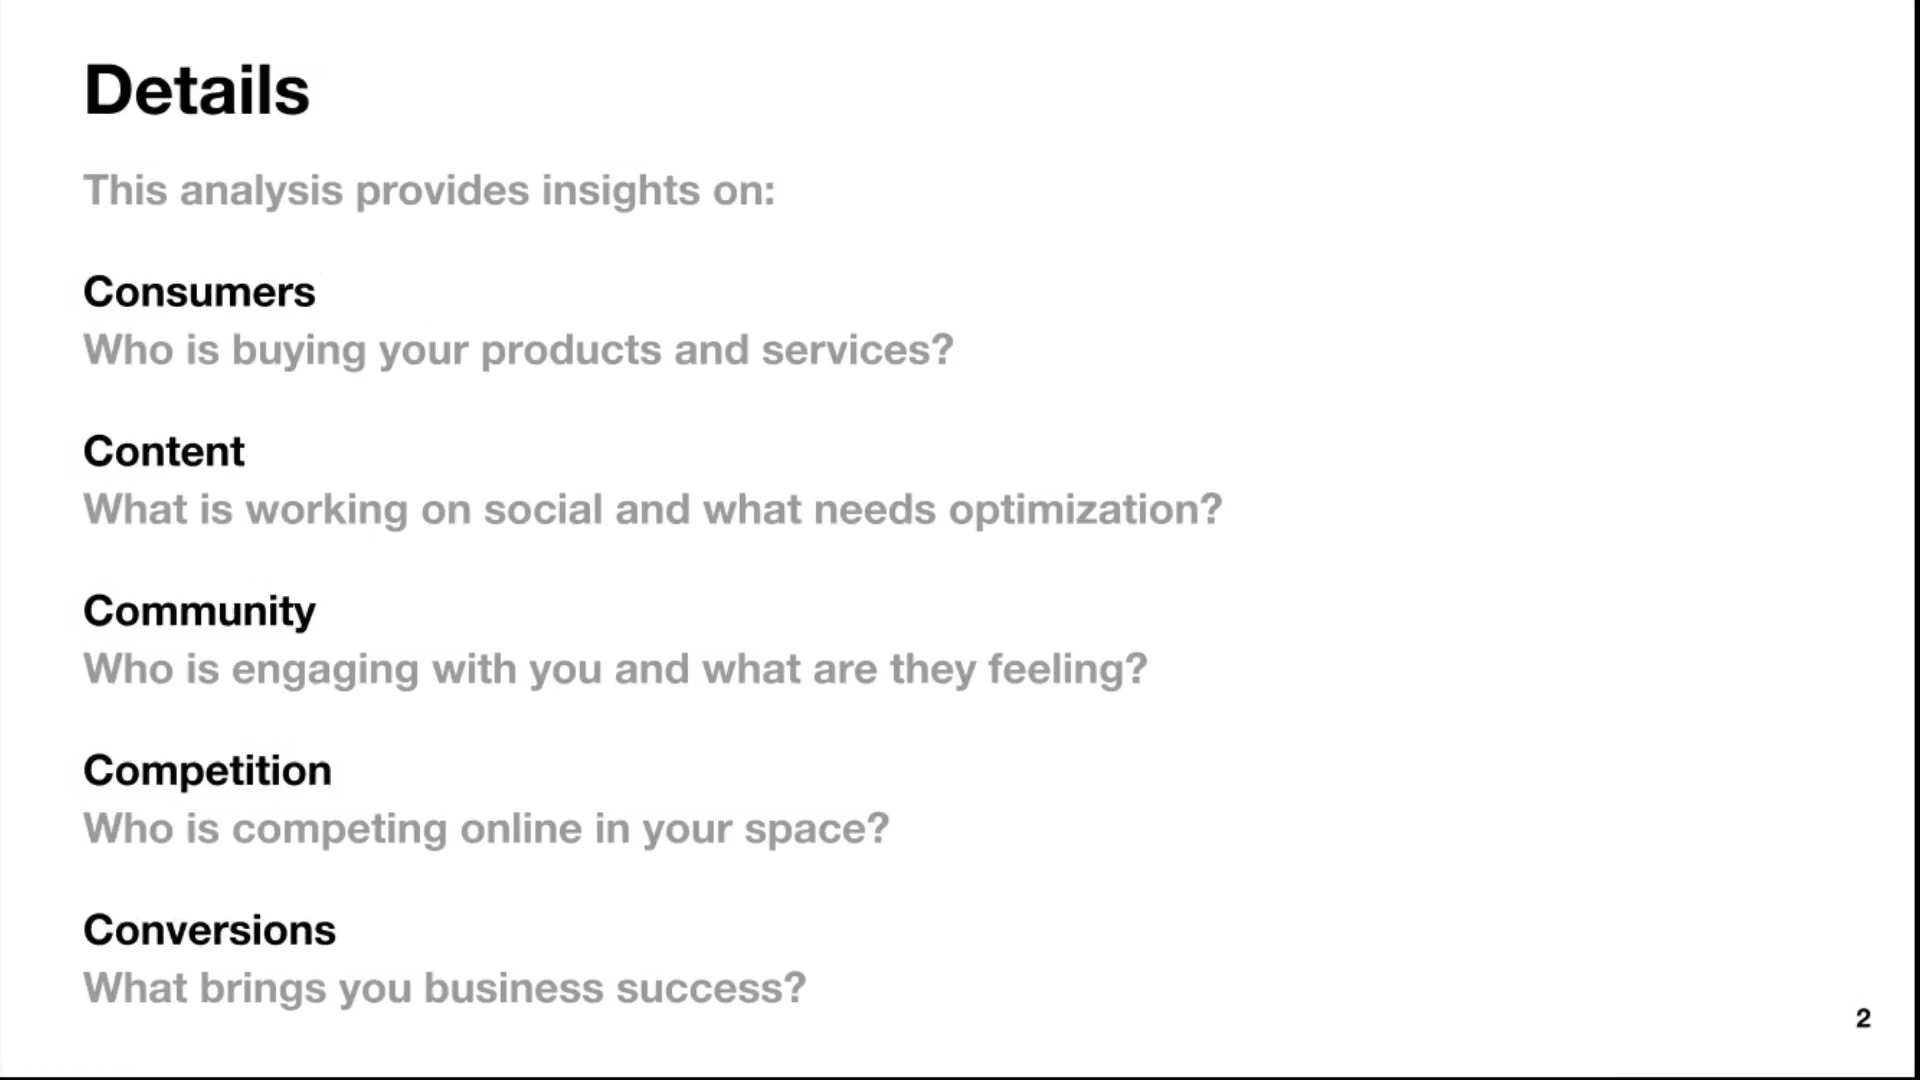 Details
This analysis provides insights on:
Consumers
Who is buying your products and services?
Content
What is working on social and what needs optimization?
Community
Who is engaging with you and what are they feeling?
Competition
Who is competing online in your space?
Conversions
What brings you business success?
2